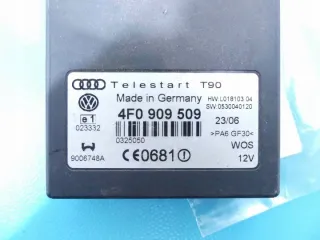 Telestart T90
Made in Germany
HW:L018103.04
SW:0530040120
e1
023332
4F0 909 509
0325050
23/06
>PA6 GF30<
9006748A
CE0681!
WOS
12V